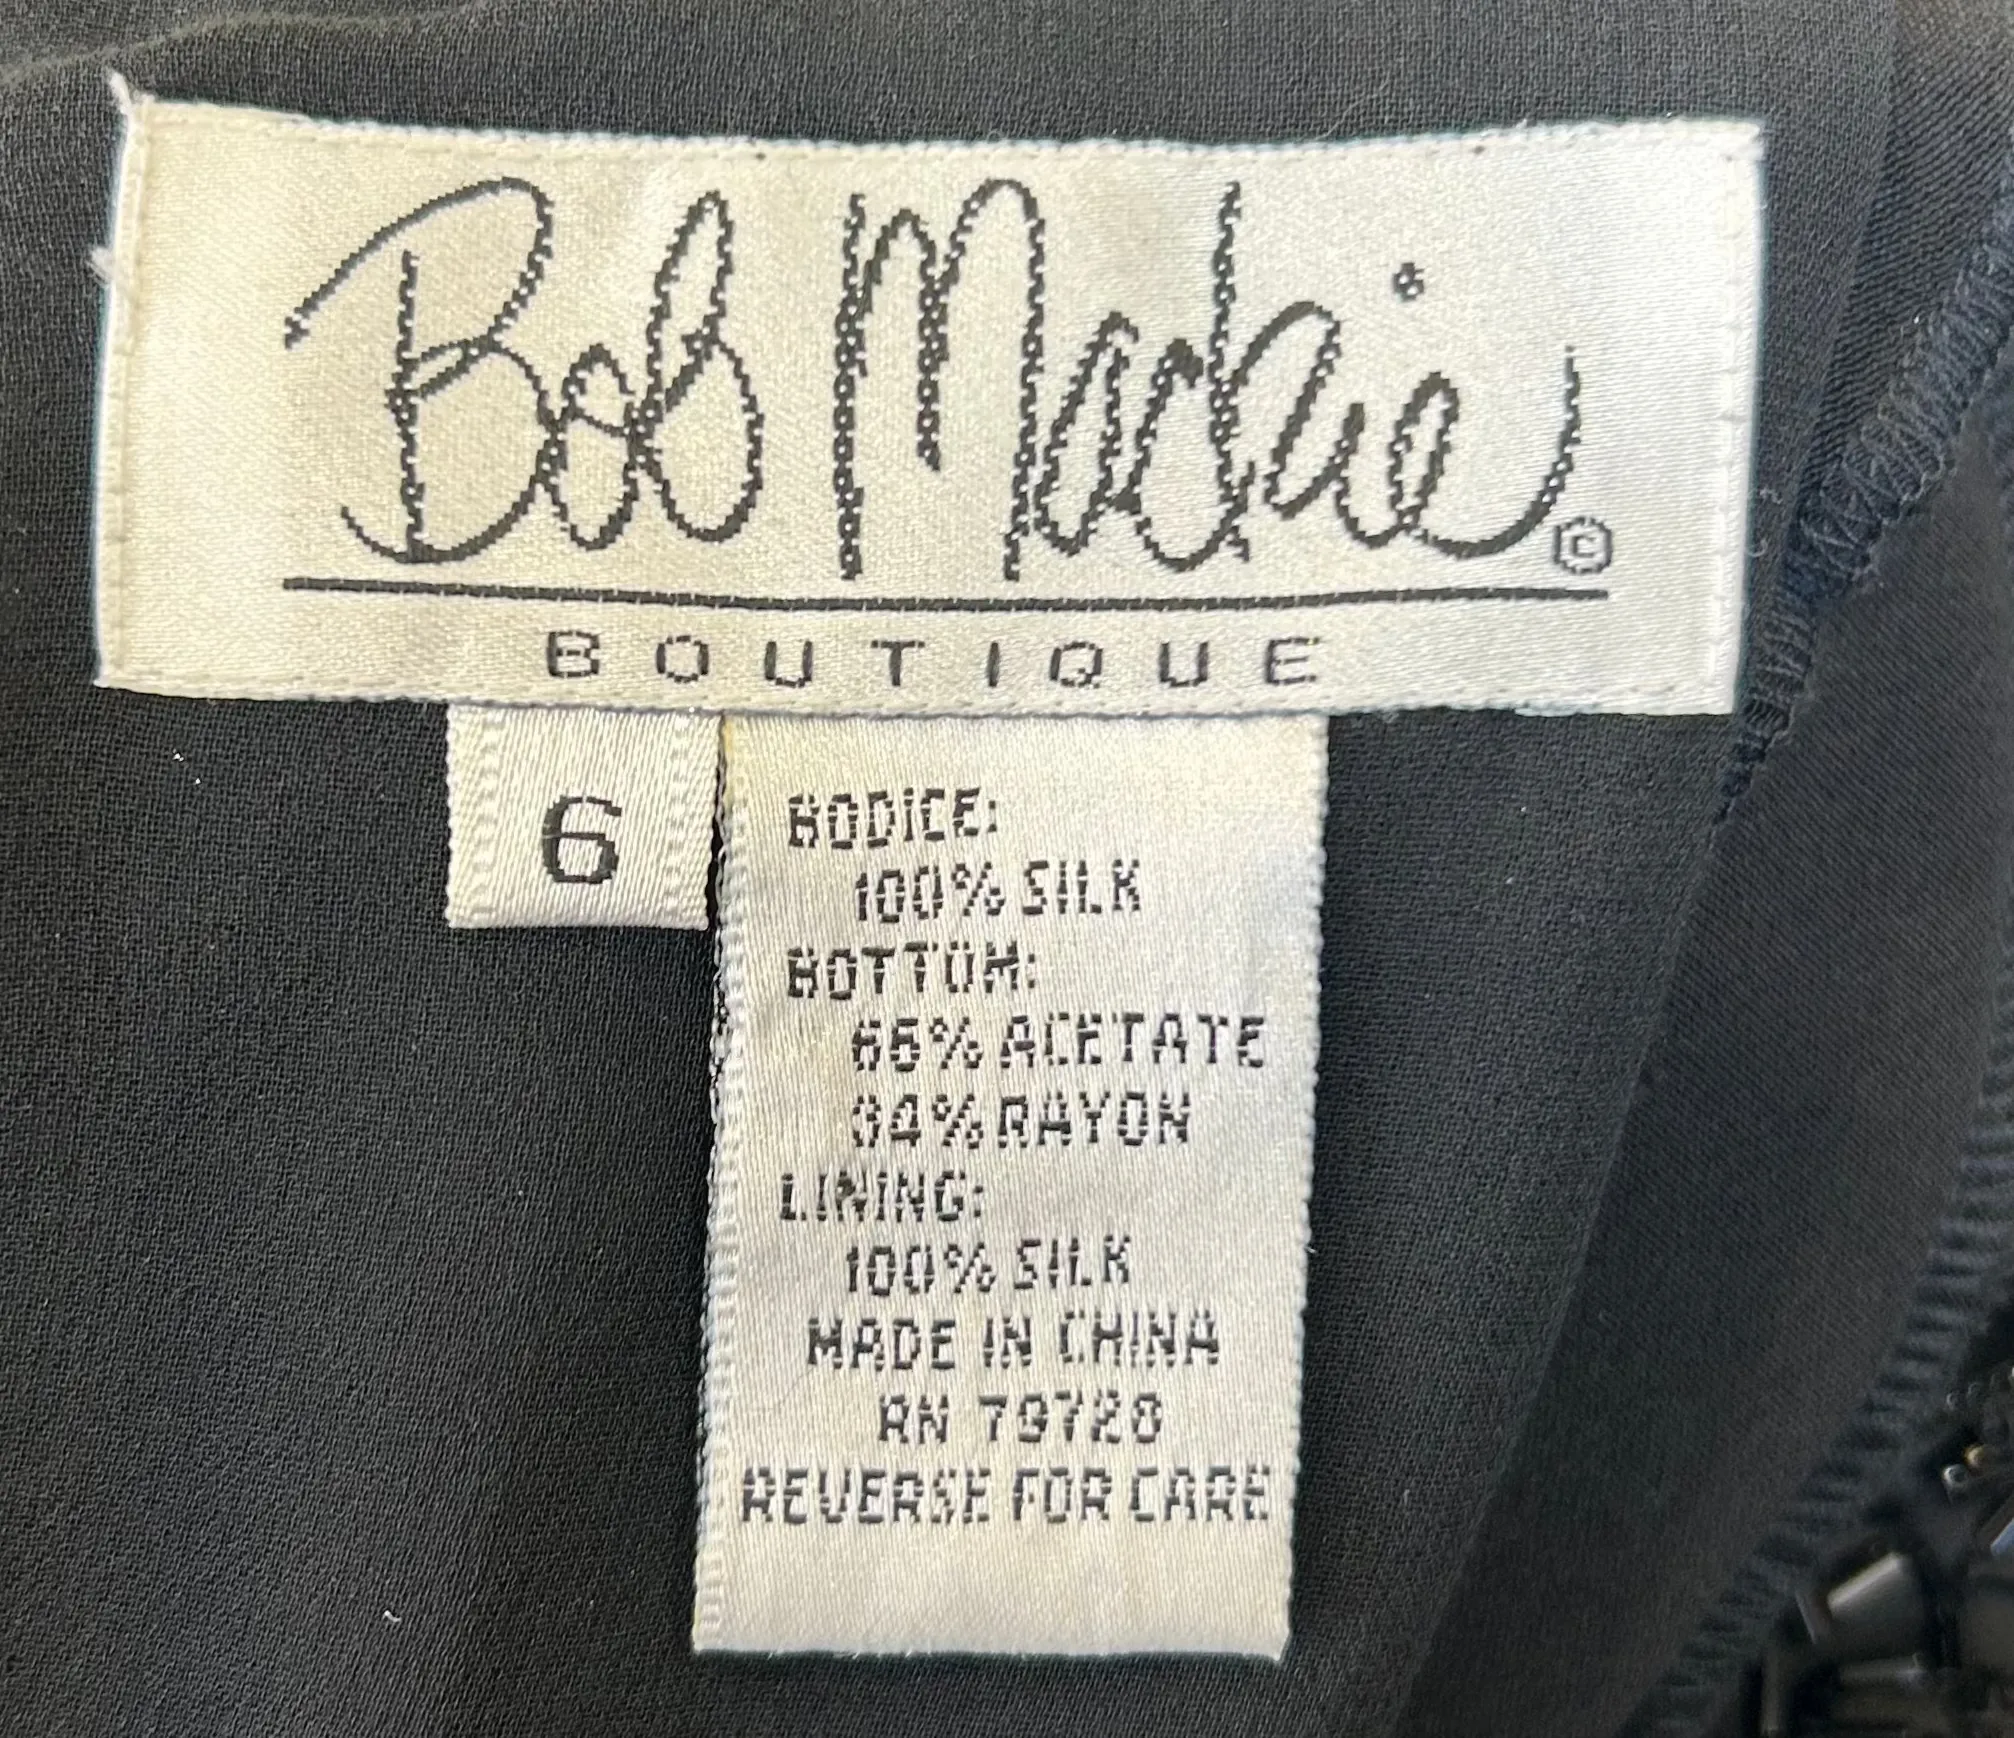 Bob Mackie ©
BOUTIQUE
6
BODICE:
100% SILK
BOTTOM:
66% ACETATE
34% RAYON
LINING:
100% SILK
MADE IN CHINA
RN 79720
REVERSE FOR CARE